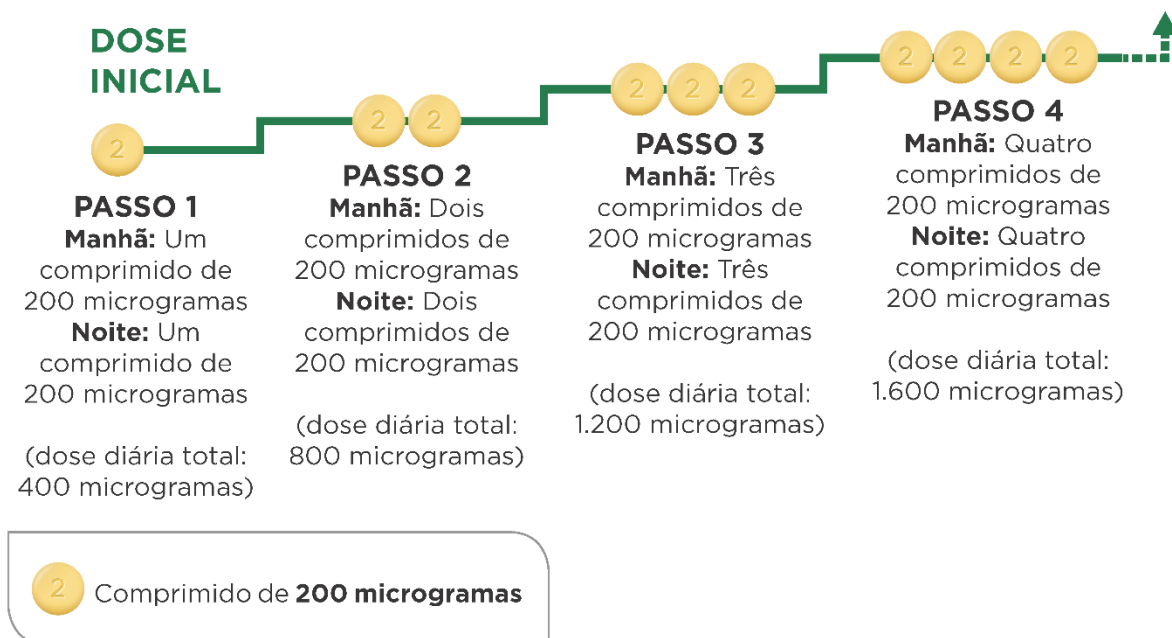 DOSE
INICIAL
2
PASSO 1
Manhã: Um
comprimido de
200 microgramas
Noite: Um
comprimido de
200 microgramas
(dose diária total:
400 microgramas)
2 2
PASSO 2
Manhã: Dois
comprimidos de
200 microgramas
Noite: Dois
comprimidos de
200 microgramas
(dose diária total:
800 microgramas)
2 2 2
PASSO 3
Manhã: Três
comprimidos de
200 microgramas
Noite: Três
comprimidos de
200 microgramas
(dose diária total:
1.200 microgramas)
2 2 2 2
PASSO 4
Manhã: Quatro
comprimidos de
200 microgramas
Noite: Quatro
comprimidos de
200 microgramas
(dose diária total:
1.600 microgramas)
2 Comprimido de 200 microgramas